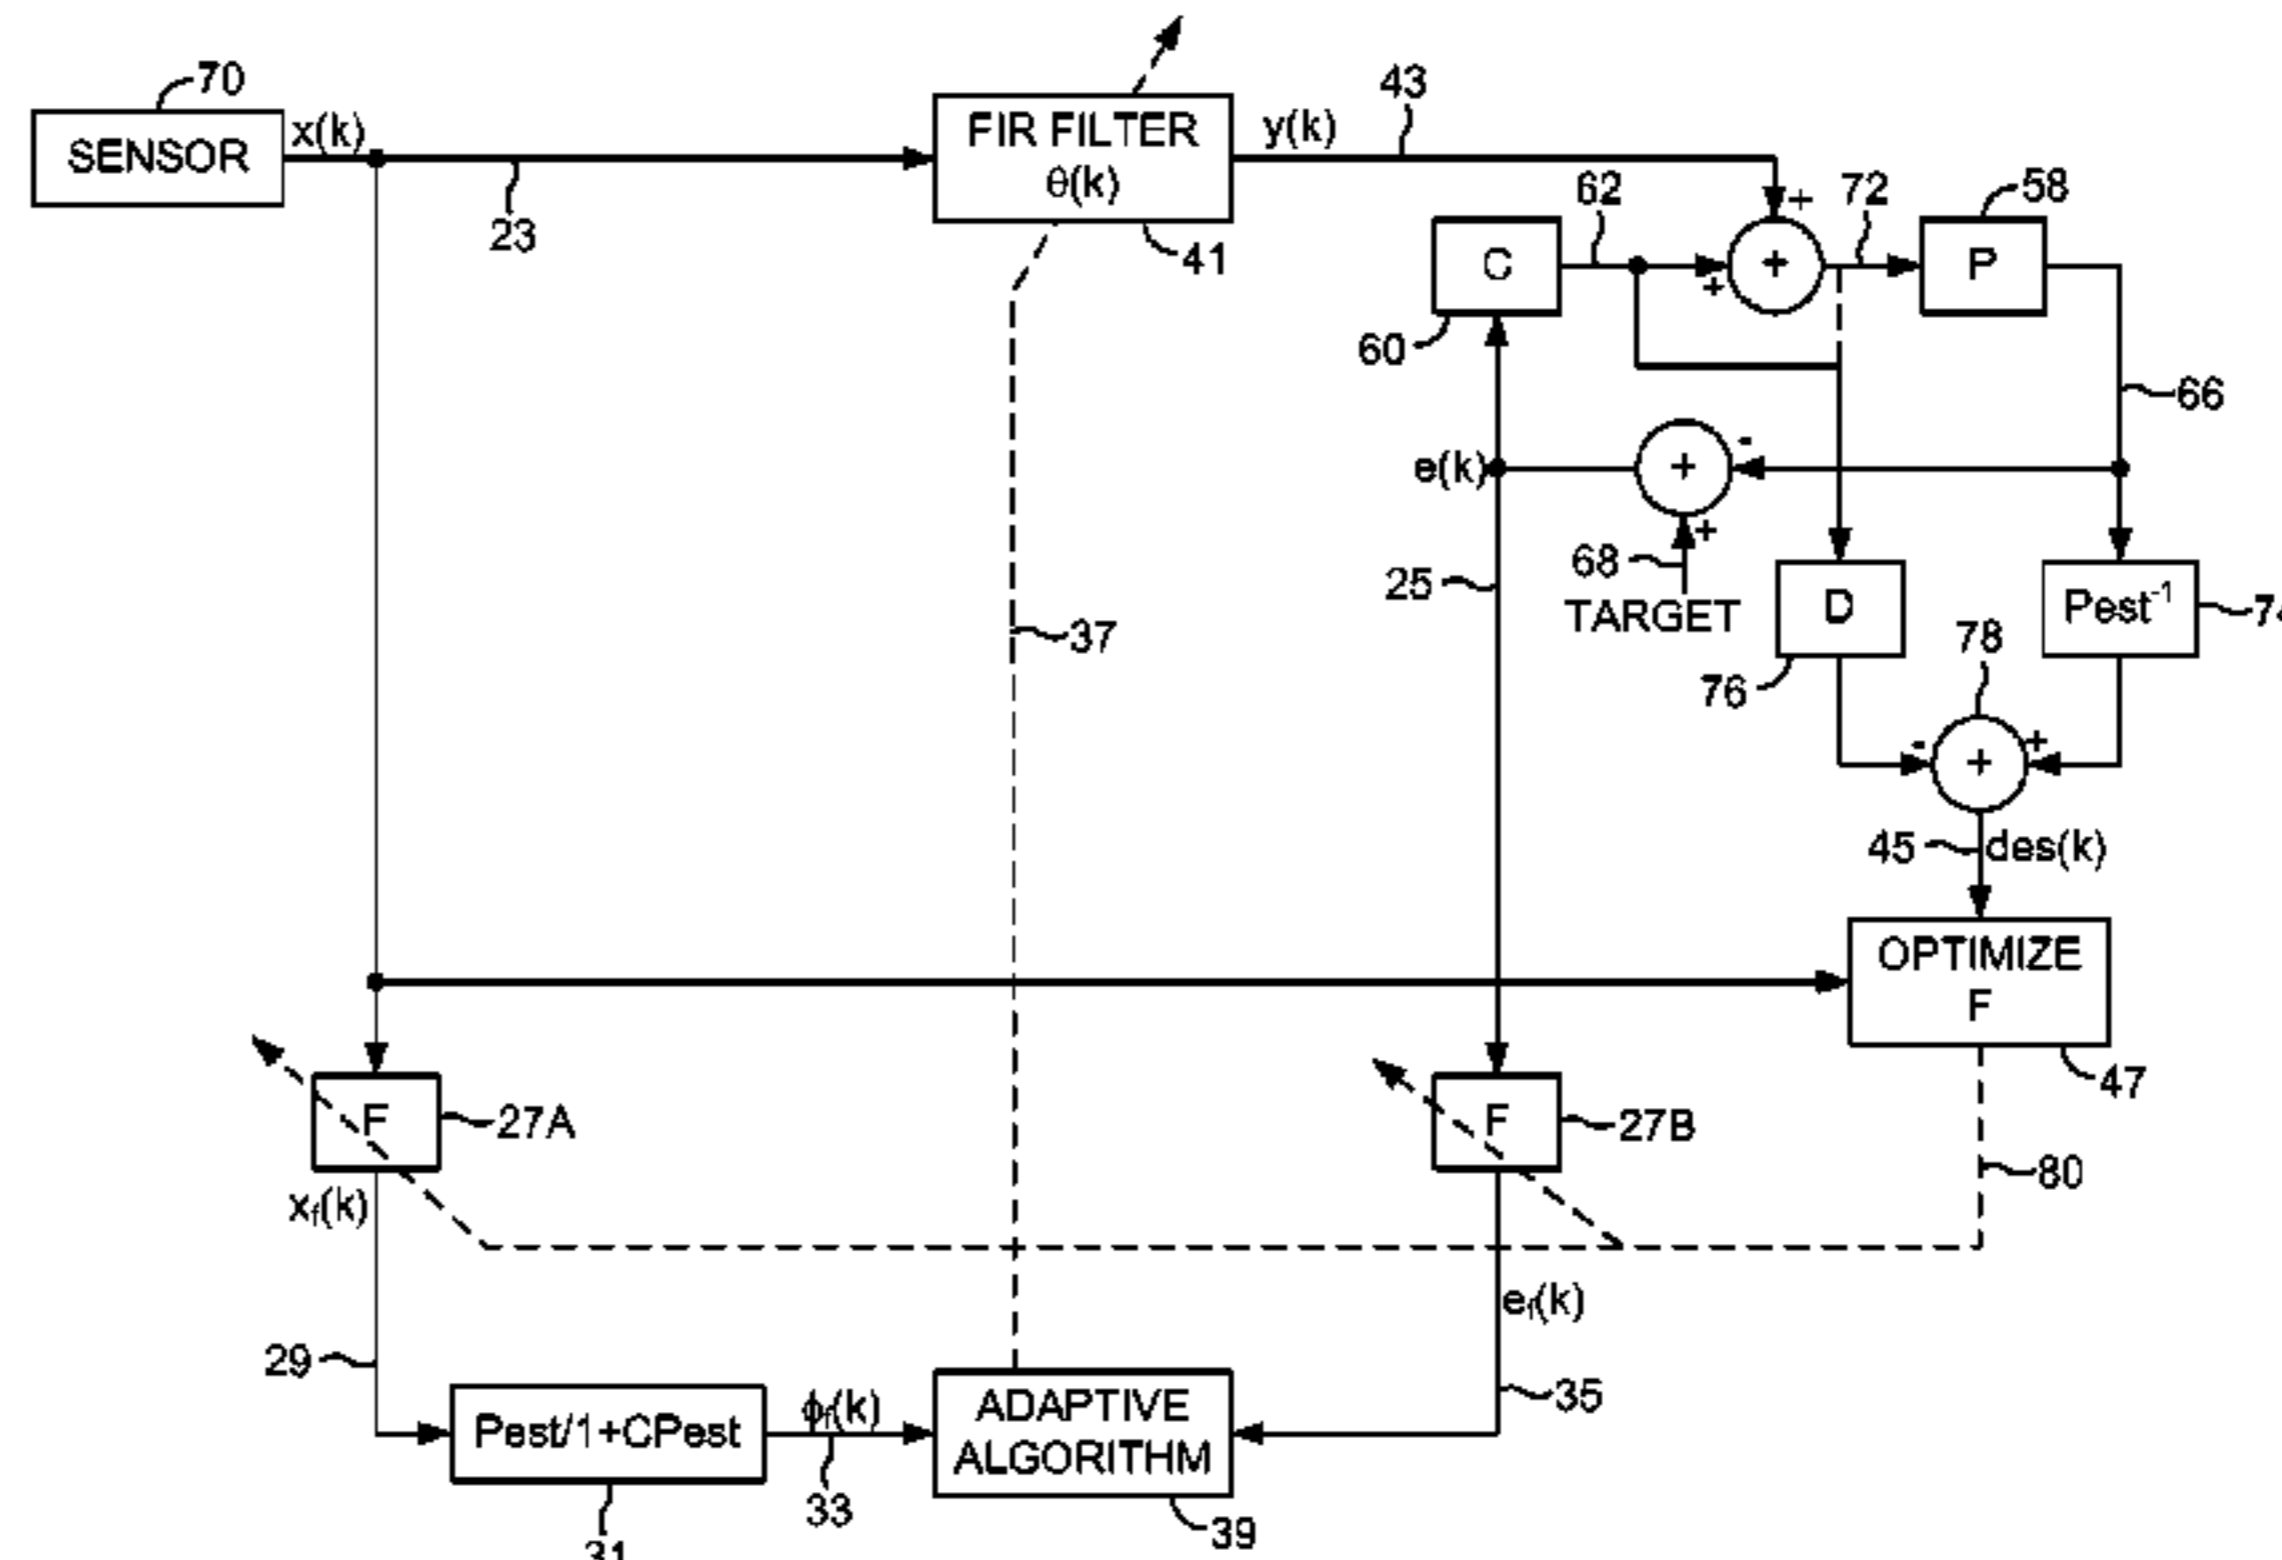 70
SENSOR
x(k)
23
FIR FILTER
θ(k)
41
y(k)
43
62
+
72
58
C
+
+
P
60
66
e(k)
+
-
+
68
TARGET
25
37
D
Pest⁻¹
76
78
-
+
+
45
des(k)
OPTIMIZE
F
47
F
27A
F
27B
80
xf(k)
ef(k)
29
35
Pest/1+CPest
ϕf(k)
33
ADAPTIVE
ALGORITHM
39